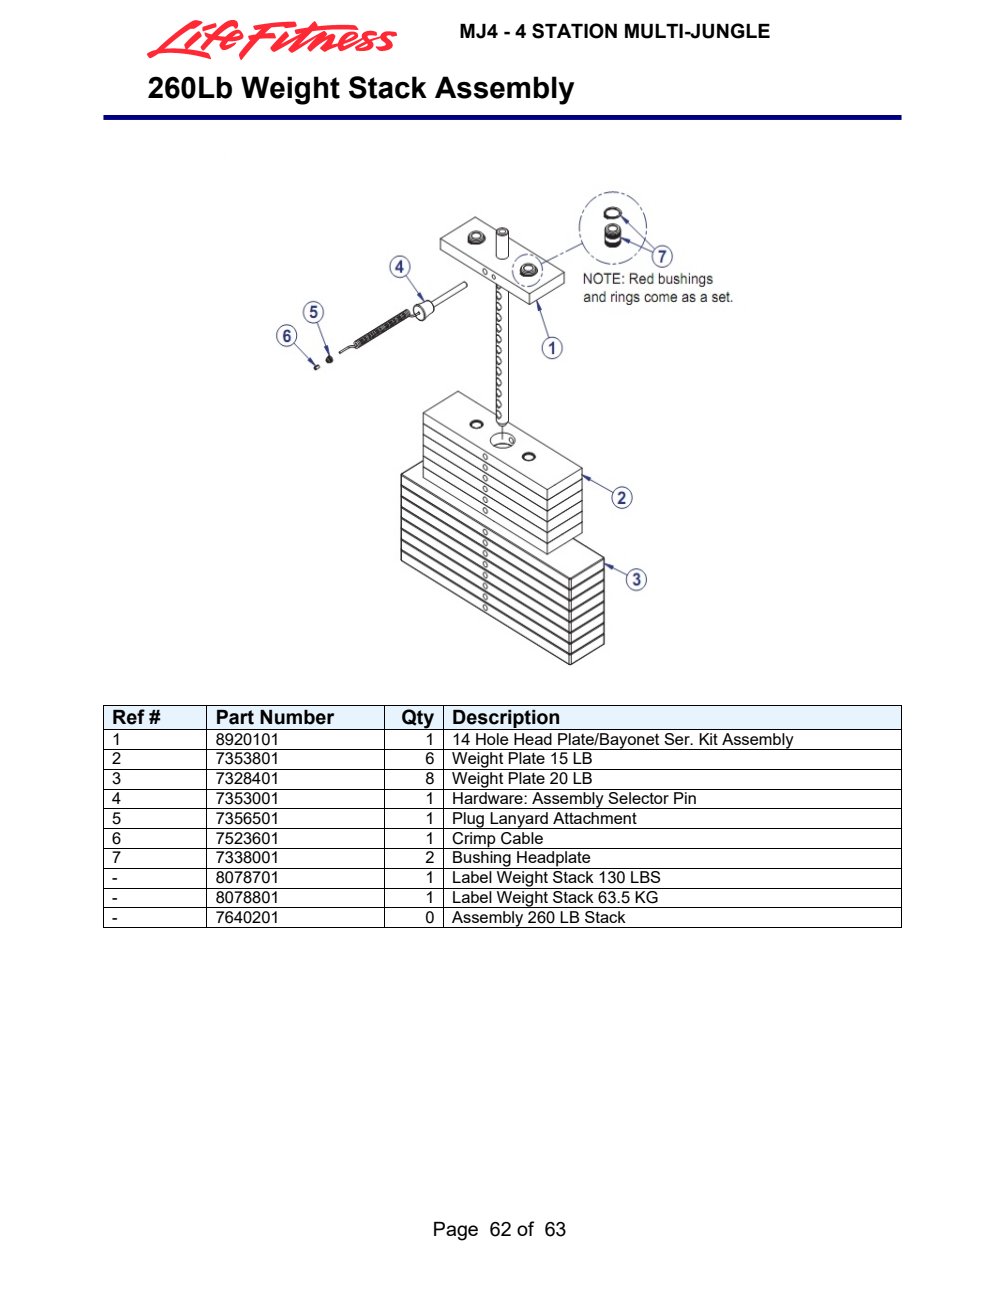 Life Fitness
MJ4 - 4 STATION MULTI-JUNGLE
260Lb Weight Stack Assembly
7
NOTE: Red bushings
and rings come as a set.
4
5
6
1
2
3
Ref # Part Number Qty Description
1 8920101 1 14 Hole Head Plate/Bayonet Ser. Kit Assembly
2 7353801 6 Weight Plate 15 LB
3 7328401 8 Weight Plate 20 LB
4 7353001 1 Hardware: Assembly Selector Pin
5 7356501 1 Plug Lanyard Attachment
6 7523601 1 Crimp Cable
7 7338001 2 Bushing Headplate
- 8078701 1 Label Weight Stack 130 LBS
- 8078801 1 Label Weight Stack 63.5 KG
- 7640201 0 Assembly 260 LB Stack
Page 62 of 63